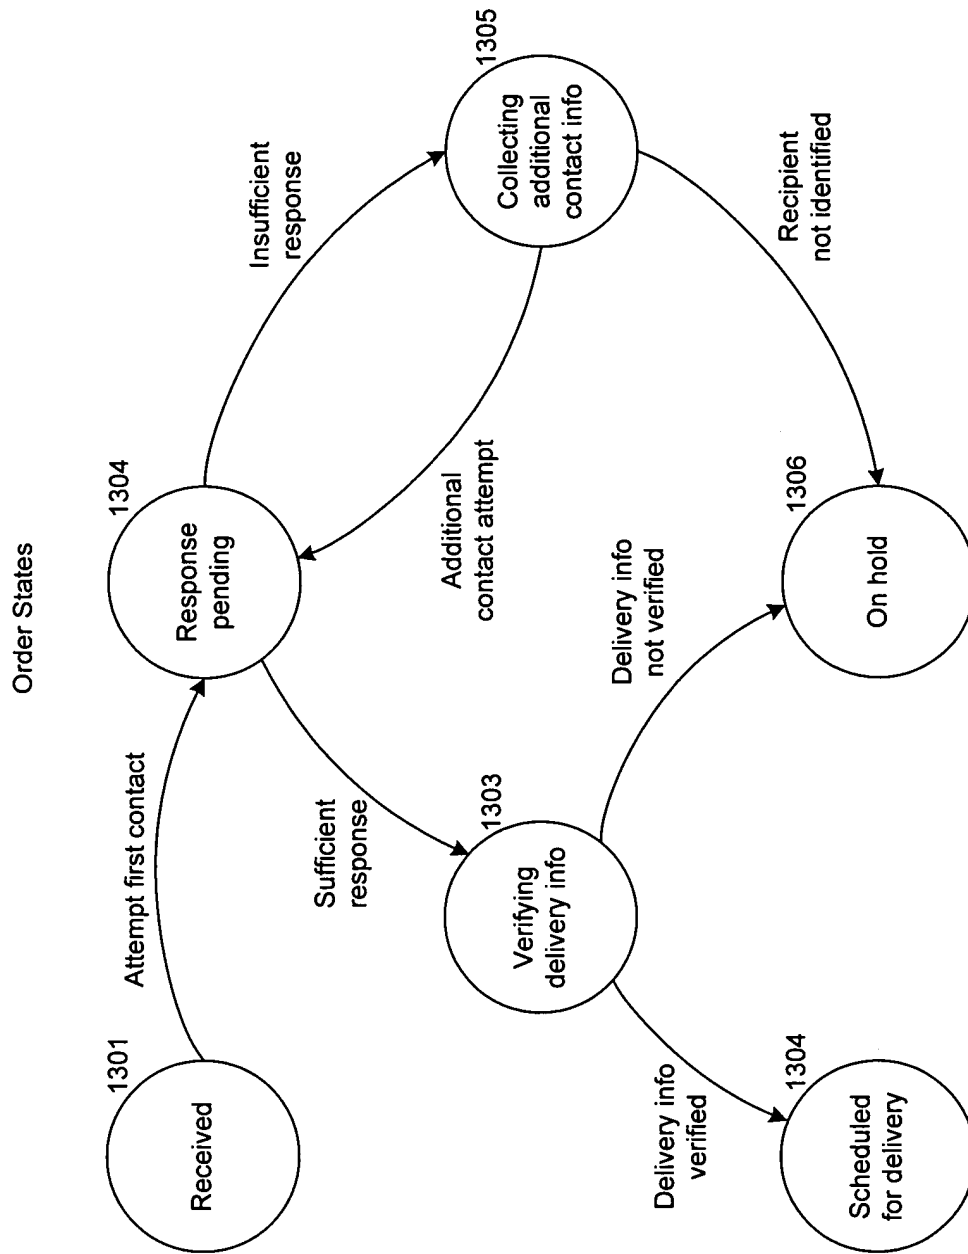 Order States
1301
Received
Attempt first contact
1304
Response
pending
Insufficient
response
1305
Collecting
additional
contact info
Sufficient
response
Additional
contact attempt
1303
Verifying
delivery info
Delivery info
not verified
Recipient
not identified
Delivery info
verified
1304
Scheduled
for delivery
1306
On hold